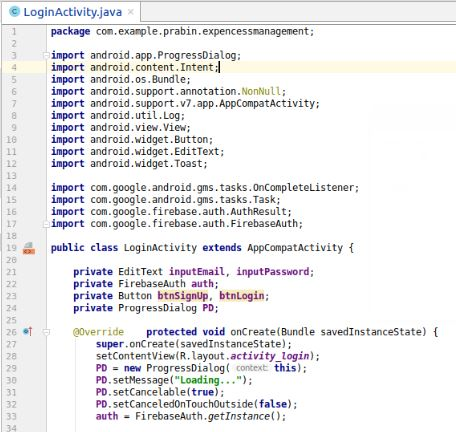 LoginActivity.java
1 package com.example.prabin.expencessmanagement;
2
3 import android.app.ProgressDialog;
4 import android.content.Intent;
5 import android.os.Bundle;
6 import android.support.annotation.NonNull;
7 import android.support.v7.app.AppCompatActivity;
8 import android.util.Log;
9 import android.view.View;
10 import android.widget.Button;
11 import android.widget.EditText;
12 import android.widget.Toast;
13
14 import com.google.android.gms.tasks.OnCompleteListener;
15 import com.google.android.gms.tasks.Task;
16 import com.google.firebase.auth.AuthResult;
17 import com.google.firebase.auth.FirebaseAuth;
18
19 public class LoginActivity extends AppCompatActivity {
20
21 private EditText inputEmail, inputPassword;
22 private FirebaseAuth auth;
23 private Button btnSignUp, btnLogin;
24 private ProgressDialog PD;
25
26 @Override protected void onCreate(Bundle savedInstanceState) {
27 super.onCreate(savedInstanceState);
28 setContentView(R.layout.activity_login);
29 PD = new ProgressDialog( context: this);
30 PD.setMessage("Loading...");
31 PD.setCancelable(true);
32 PD.setCanceledOnTouchOutside(false);
33 auth = FirebaseAuth.getInstance();
34